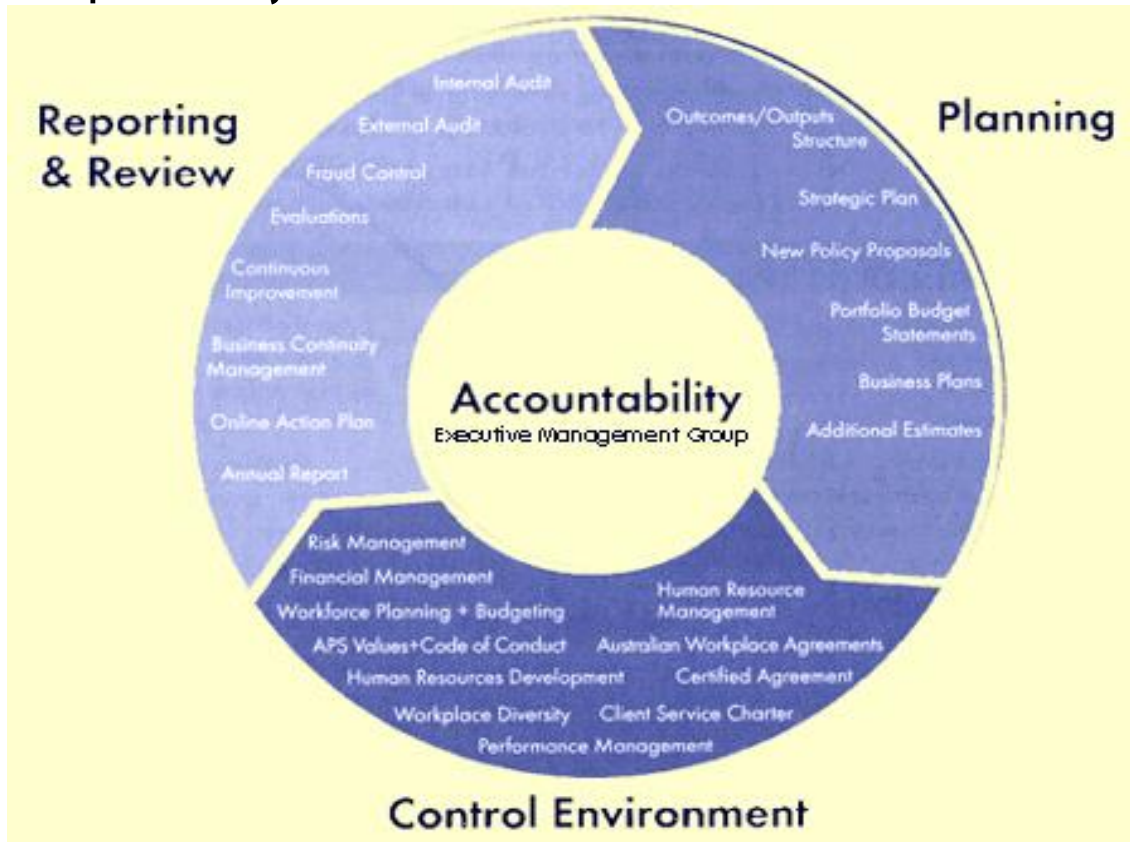 Reporting
& Review
Internal Audit
External Audit
Fraud Control
Evaluations
Continuous
Improvement
Business Continuity
Management
Online Action Plan
Annual Report
Planning
Outcomes/Outputs
Structure
Strategic Plan
New Policy Proposals
Portfolio Budget
Statements
Business Plans
Additional Estimates
Accountability
Executive Management Group
Risk Management
Financial Management
Workforce Planning + Budgeting
APS Values+Code of Conduct
Human Resources Development
Workplace Diversity
Performance Management
Human Resource
Management
Australian Workplace Agreements
Certified Agreement
Client Service Charter
Control Environment